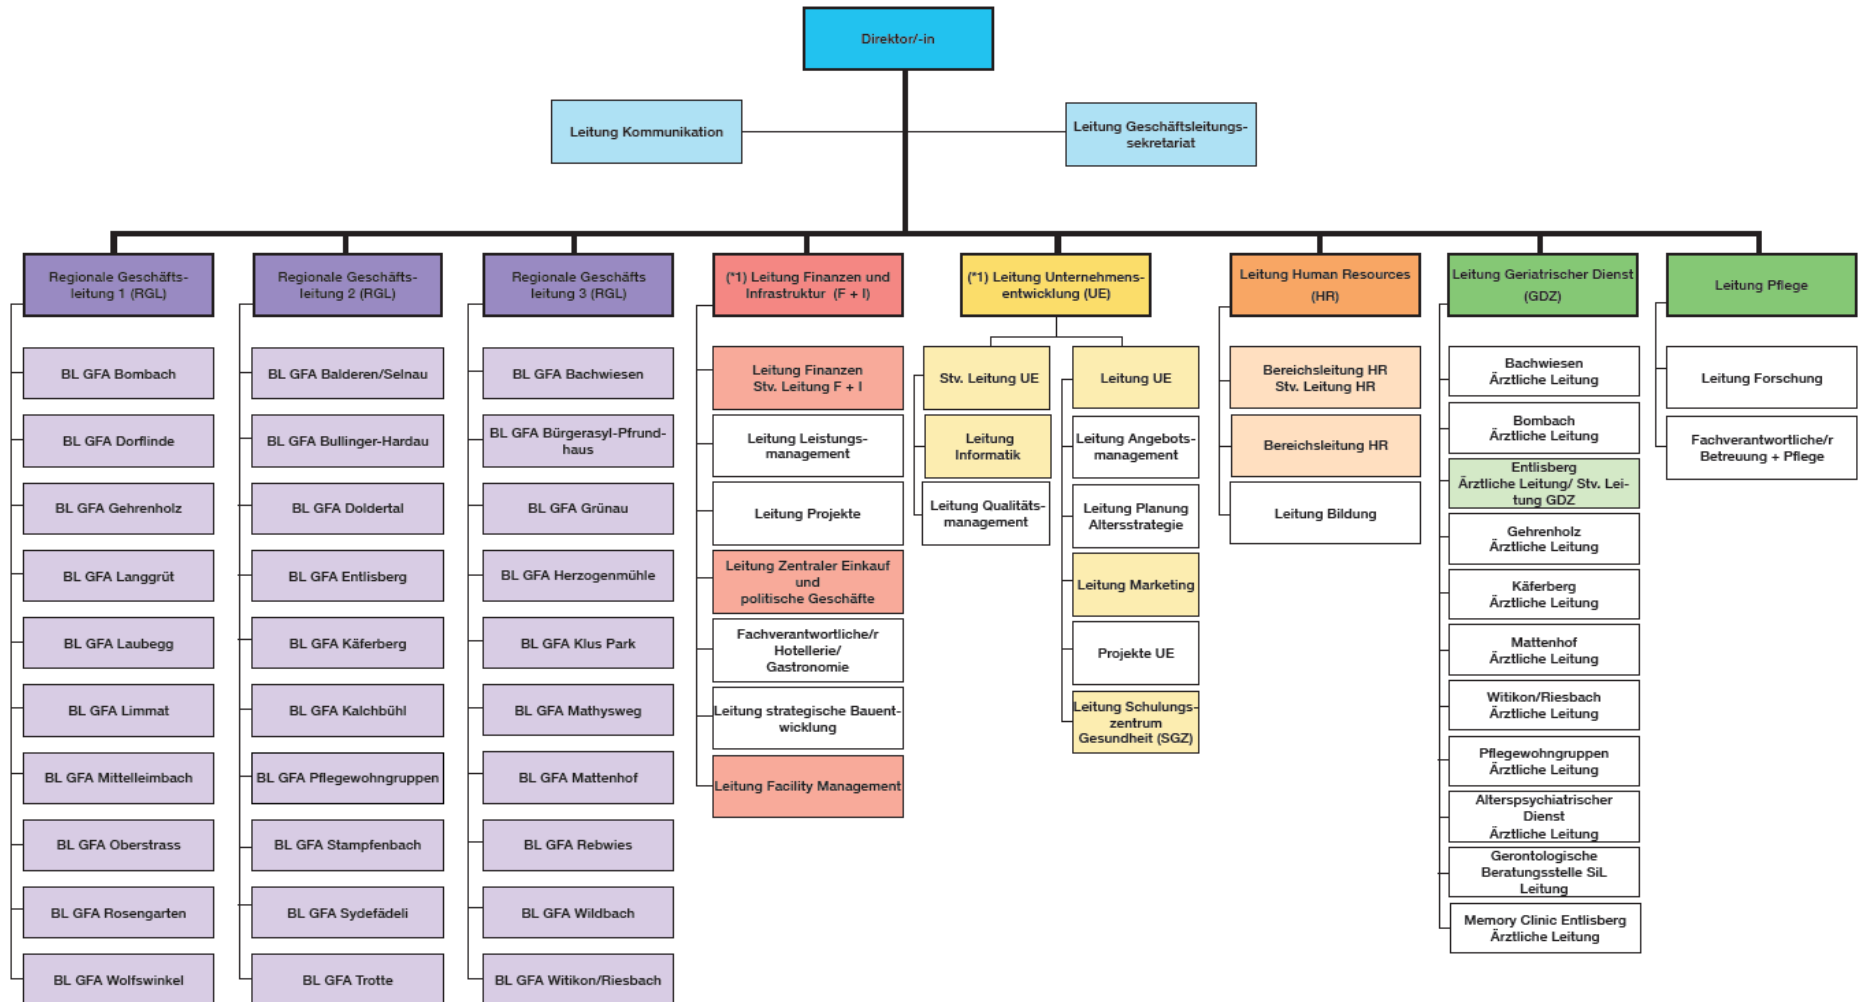 Direktor/-in
Leitung Kommunikation
Leitung Geschäftsleitungs-
sekretariat
Regionale Geschäfts-
leitung 1 (RGL)
BL GFA Bombach
BL GFA Dorflinde
BL GFA Gehrenholz
BL GFA Langgrüt
BL GFA Laubegg
BL GFA Limmat
BL GFA Mittelleimbach
BL GFA Oberstrass
BL GFA Rosengarten
BL GFA Wolfswinkel
Regionale Geschäfts-
leitung 2 (RGL)
BL GFA Balderen/Selnau
BL GFA Bullinger-Hardau
BL GFA Doldertal
BL GFA Entlisberg
BL GFA Käferberg
BL GFA Kalchbühl
BL GFA Pflegewohngruppen
BL GFA Stampfenbach
BL GFA Sydefädeli
BL GFA Trotte
Regionale Geschäfts
leitung 3 (RGL)
BL GFA Bachwiesen
BL GFA Bürgerasyl-Pfrund-
haus
BL GFA Grünau
BL GFA Herzogenmühle
BL GFA Klus Park
BL GFA Mathysweg
BL GFA Mattenhof
BL GFA Rebwies
BL GFA Wildbach
BL GFA Witikon/Riesbach
(*1) Leitung Finanzen und
Infrastruktur (F + I)
Leitung Finanzen
Stv. Leitung F + I
Leitung Leistungs-
management
Leitung Projekte
Leitung Zentraler Einkauf
und
politische Geschäfte
Fachverantwortliche/r
Hotellerie/
Gastronomie
Leitung strategische Bauent-
wicklung
Leitung Facility Management
(*1) Leitung Unternehmens-
entwicklung (UE)
Stv. Leitung UE
Leitung
Informatik
Leitung Qualitäts-
management
Leitung UE
Leitung Angebots-
management
Leitung Planung
Altersstrategie
Leitung Marketing
Projekte UE
Leitung Schulungs-
zentrum
Gesundheit (SGZ)
Leitung Human Resources
(HR)
Bereichsleitung HR
Stv. Leitung HR
Bereichsleitung HR
Leitung Bildung
Leitung Geriatrischer Dienst
(GDZ)
Bachwiesen
Ärztliche Leitung
Bombach
Ärztliche Leitung
Entlisberg
Ärztliche Leitung/ Stv. Lei-
tung GDZ
Gehrenholz
Ärztliche Leitung
Käferberg
Ärztliche Leitung
Mattenhof
Ärztliche Leitung
Witikon/Riesbach
Ärztliche Leitung
Pflegewohngruppen
Ärztliche Leitung
Alterspsychiatrischer
Dienst
Ärztliche Leitung
Gerontologische
Beratungsstelle SiL
Leitung
Memory Clinic Entlisberg
Ärztliche Leitung
Leitung Pflege
Leitung Forschung
Fachverantwortliche/r
Betreuung + Pflege